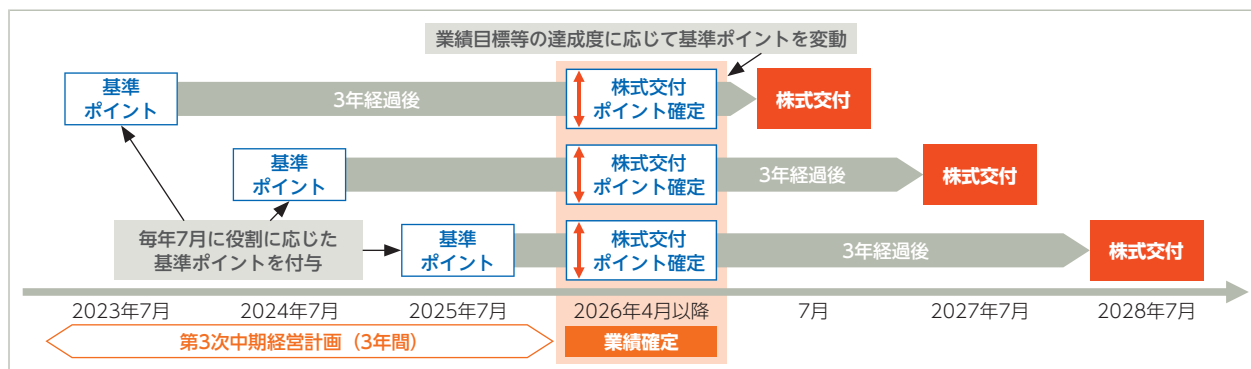 業績目標等の達成度に応じて基準ポイントを変動
基準
ポイント
3年経過後
株式交付
ポイント確定
株式交付
基準
ポイント
株式交付
ポイント確定
3年経過後
株式交付
毎年7月に役割に応じた
基準ポイントを付与
基準
ポイント
株式交付
ポイント確定
3年経過後
株式交付
2023年7月
2024年7月
2025年7月
2026年4月以降
7月
2027年7月
2028年7月
第3次中期経営計画（3年間）
業績確定